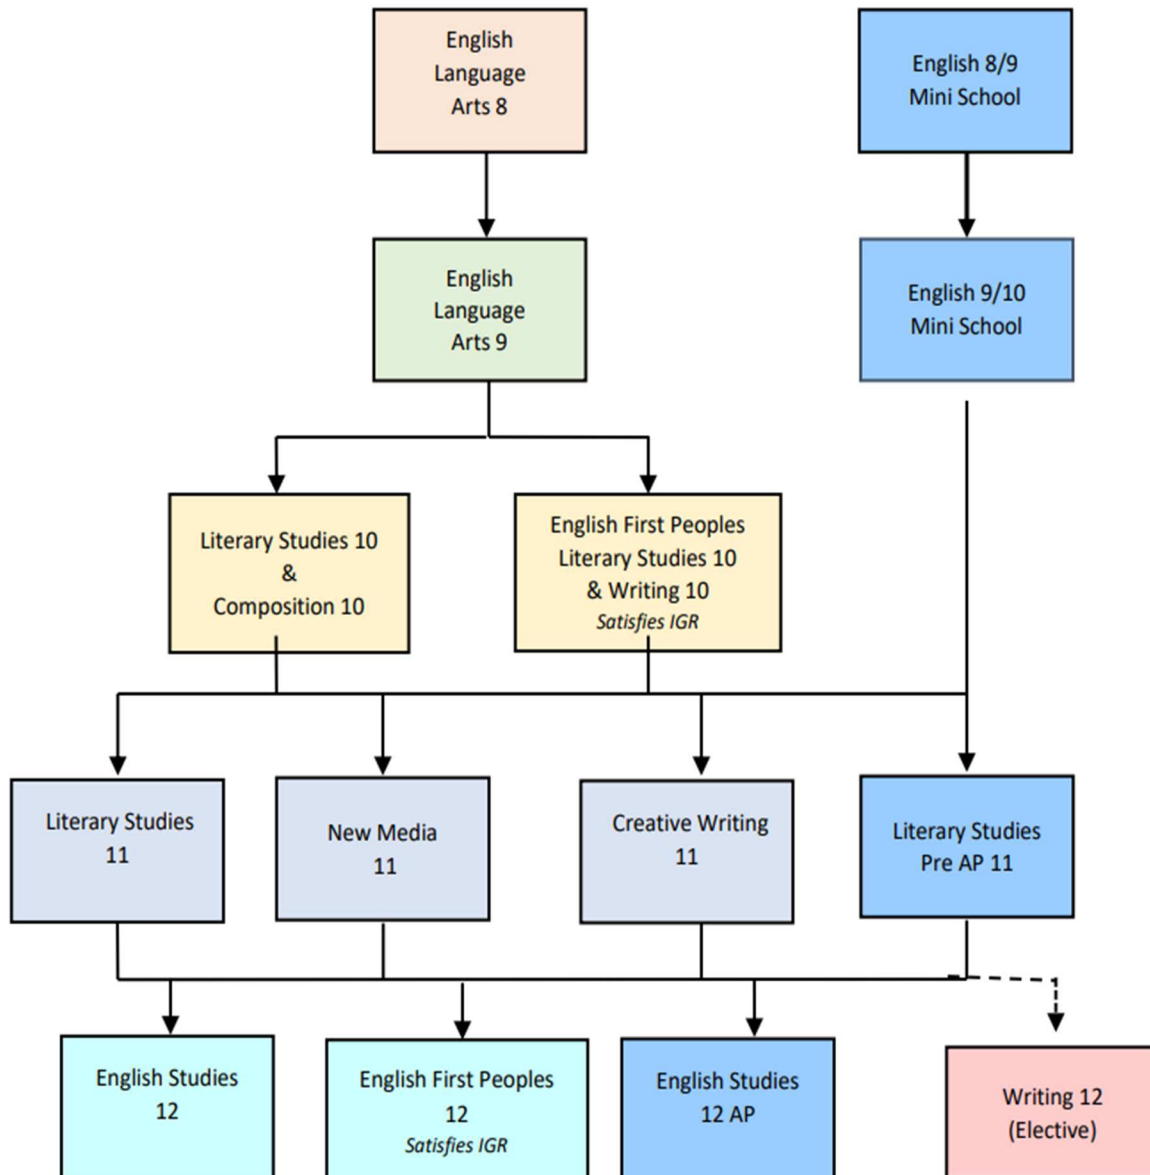 English
Language
Arts 8
English 8/9
Mini School
English
Language
Arts 9
English 9/10
Mini School
Literary Studies 10
&
Composition 10
English First Peoples
Literary Studies 10
& Writing 10
Satisfies IGR
Literary Studies
11
New Media
11
Creative Writing
11
Literary Studies
Pre AP 11
English Studies
12
English First Peoples
12
Satisfies IGR
English Studies
12 AP
Writing 12
(Elective)